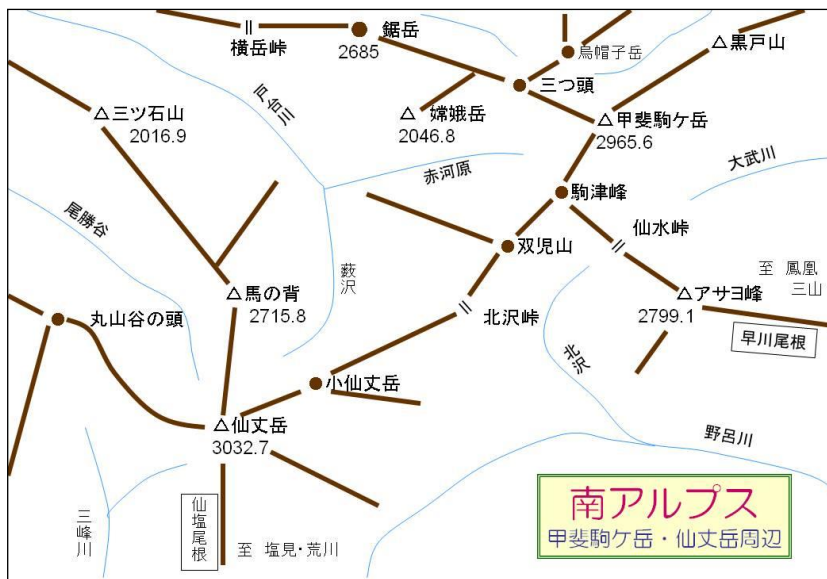 鋸岳
2685
横岳峠
烏帽子岳
△黒戸山
三つ頭
戸台川
△三ツ石山
2016.9
△嫦娥岳
2046.8
△甲斐駒ケ岳
2965.6
赤河原
大武川
駒津峰
尾勝谷
仙水峠
双児山
藪沢
至 鳳凰
三山
△馬の背
2715.8
△アサヨ峰
2799.1
丸山谷の頭
北沢峠
早川尾根
北沢
小仙丈岳
△仙丈岳
3032.7
野呂川
三峰川
仙塩尾根
至 塩見・荒川
南アルプス
甲斐駒ケ岳・仙丈岳周辺